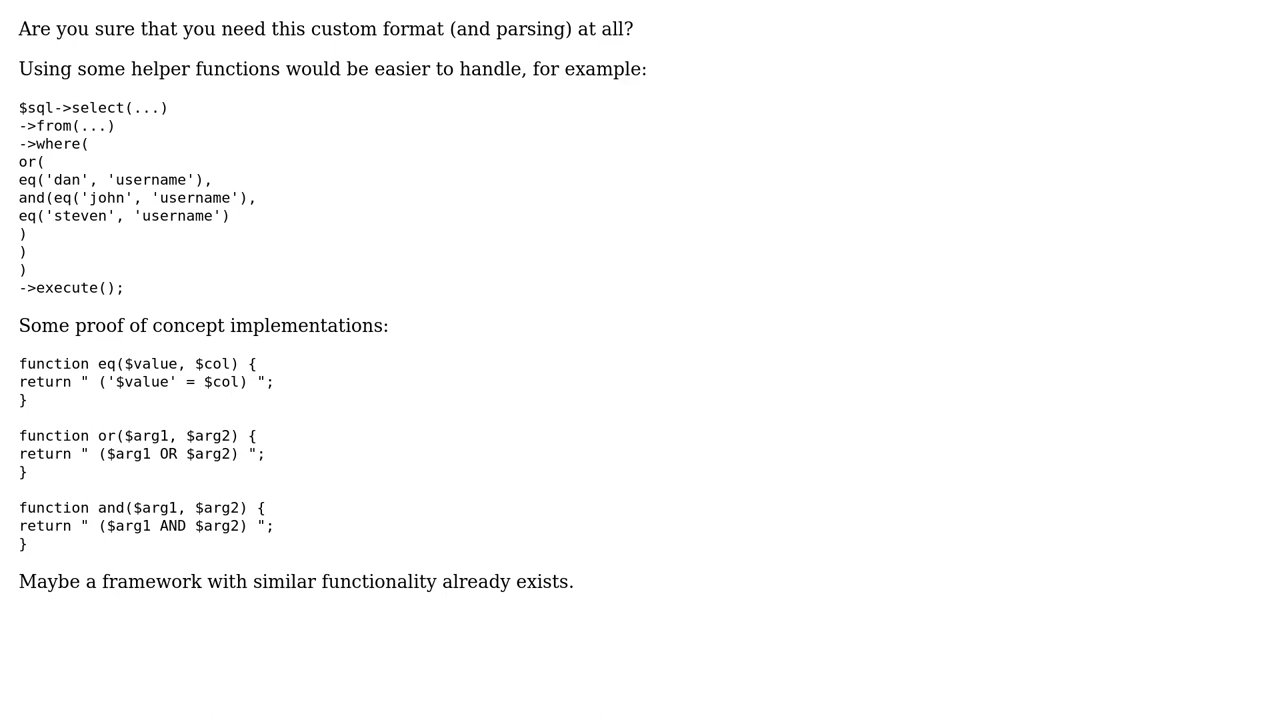 Are you sure that you need this custom format (and parsing) at all?
Using some helper functions would be easier to handle, for example:
$sql->select(...)
->from(...)
->where(
or(
eq('dan', 'username'),
and(eq('john', 'username'),
eq('steven', 'username')
)
)
)
->execute();
Some proof of concept implementations:
function eq($value, $col) {
return " ('$value' = $col) ";
}
function or($arg1, $arg2) {
return " ($arg1 OR $arg2) ";
}
function and($arg1, $arg2) {
return " ($arg1 AND $arg2) ";
}
Maybe a framework with similar functionality already exists.